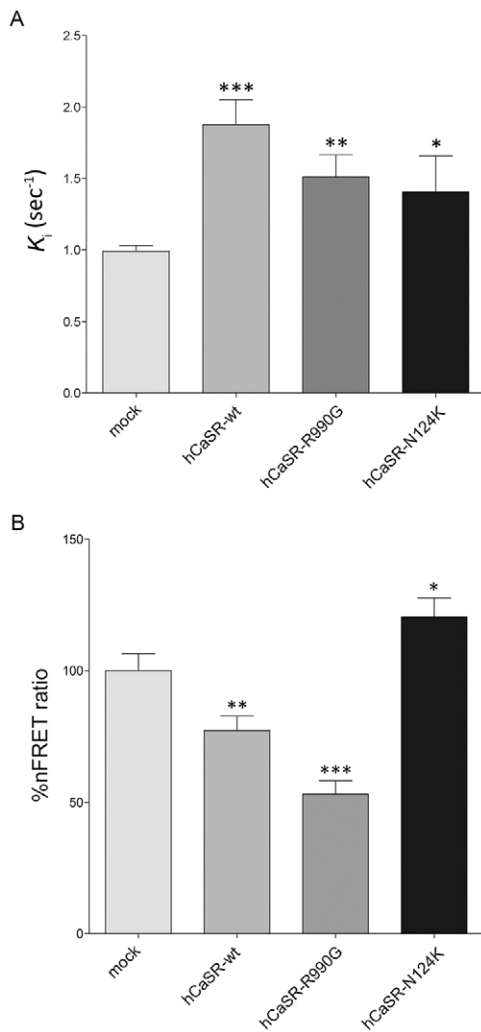 A
2.5
2.0
1.5
1.0
0.5
0.0
Ki (sec-1)
***
**
*
mock
hCaSR-wt
hCaSR-R990G
hCaSR-N124K
B
150
100
50
0
%nFRET ratio
**
***
*
mock
hCaSR-wt
hCaSR-R990G
hCaSR-N124K